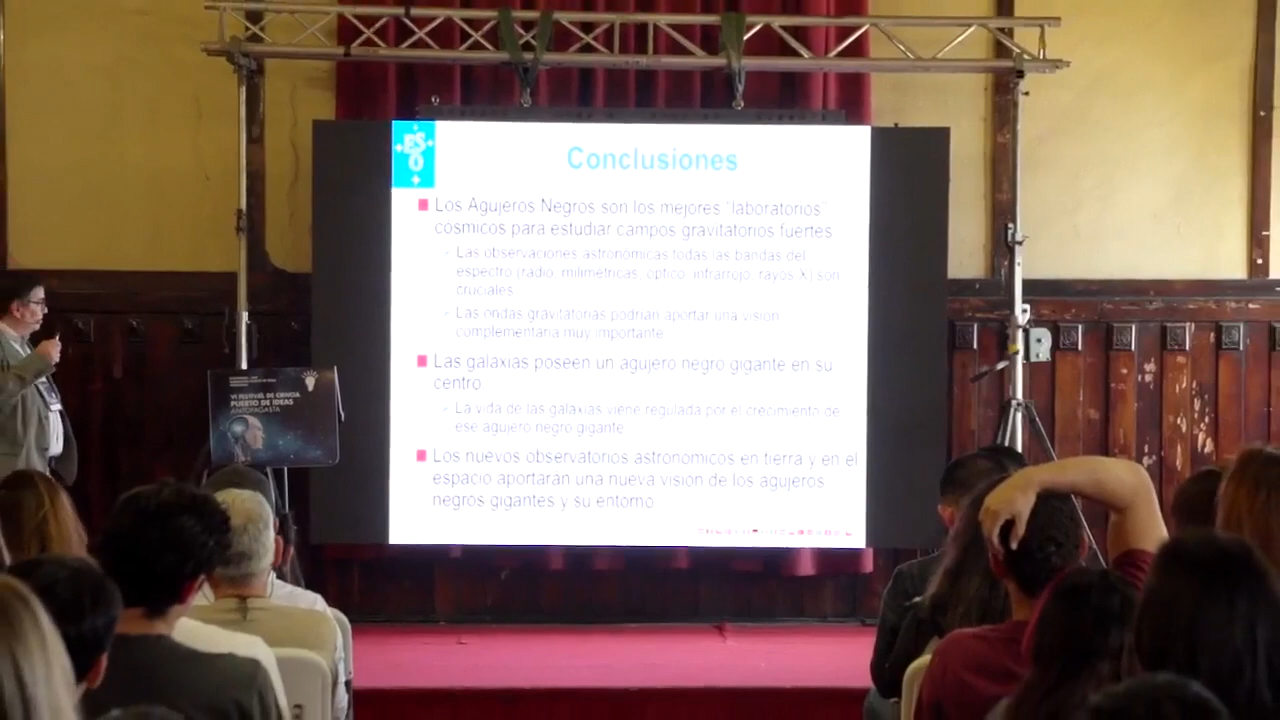 ESO
Conclusiones
Los Agujeros Negros son los mejores "laboratorios"
cósmicos para estudiar campos gravitatorios fuertes
Las observaciones astronómicas todas las bandas del
espectro (radio, milimétricas, óptico, infrarrojo, rayos X) son
cruciales
Las ondas gravitatorias podrían aportar una visión
complementaria muy importante
Las galaxias poseen un agujero negro gigante en su
centro
La vida de las galaxias viene regulada por el crecimiento de
ese agujero negro gigante
Los nuevos observatorios astronómicos en tierra y en el
espacio aportarán una nueva visión de los agujeros
negros gigantes y su entorno
VI FESTIVAL DE CIENCIA
PUERTO DE IDEAS
ANTOFAGASTA